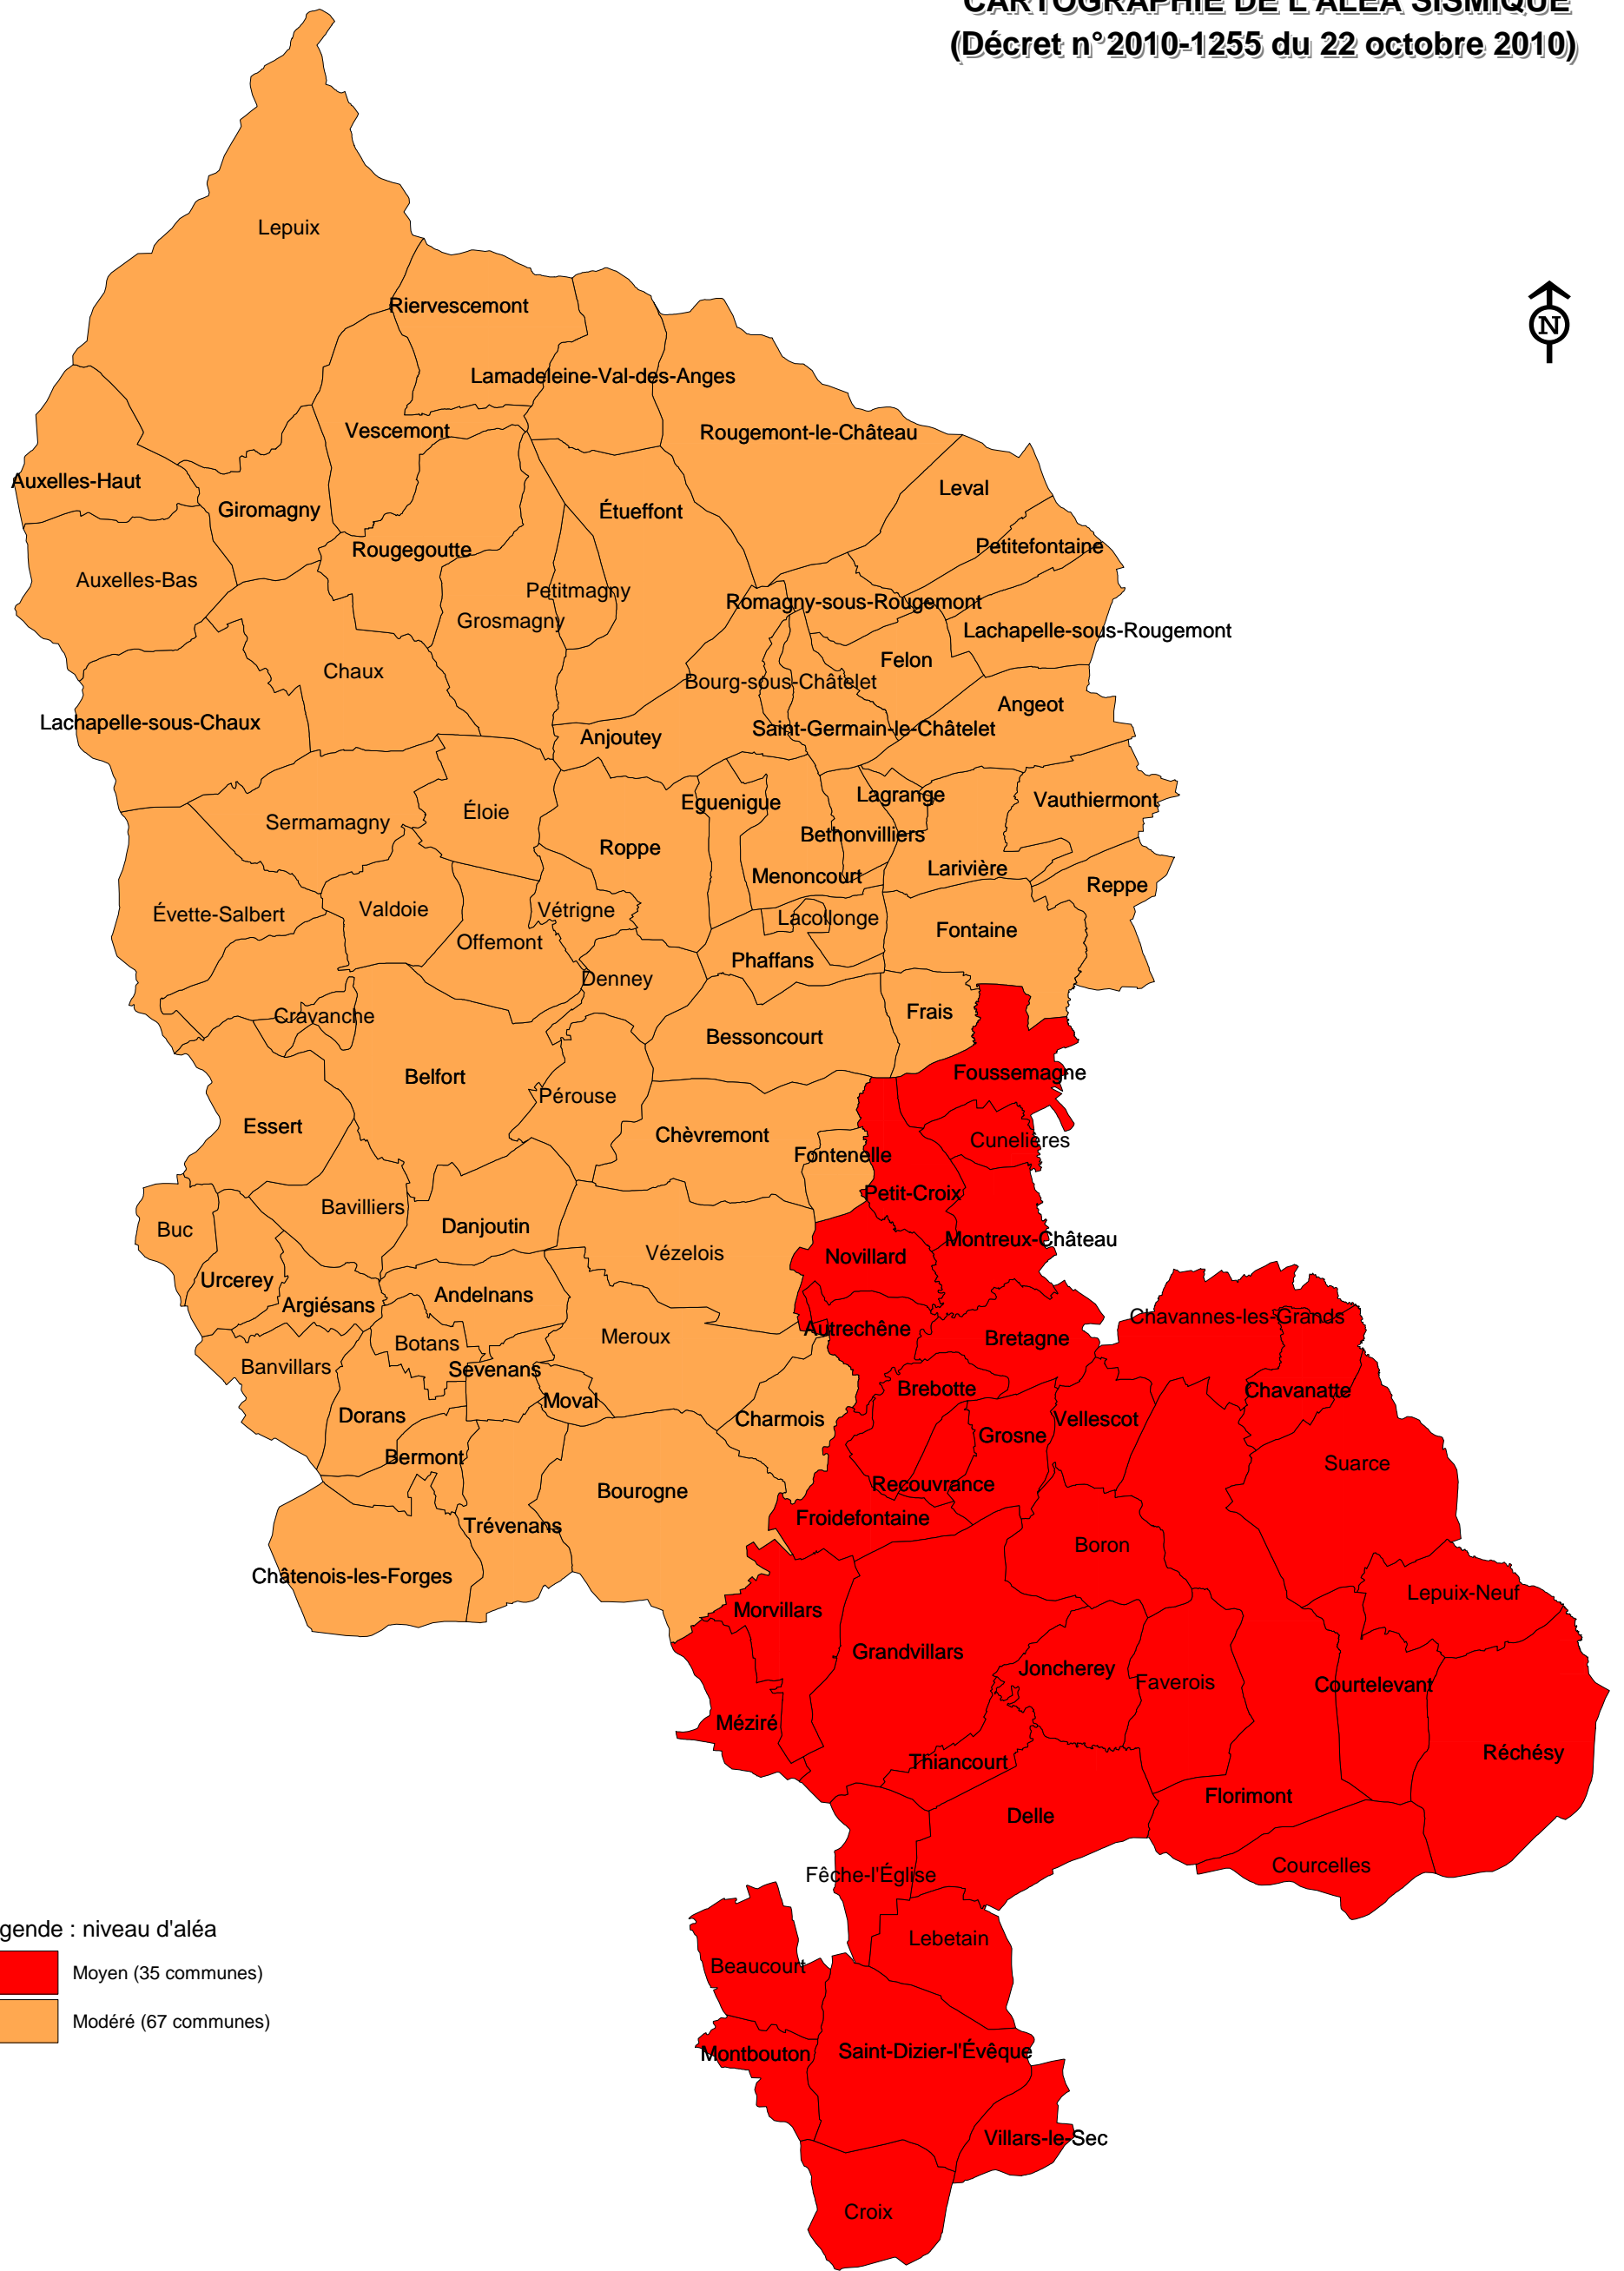 (Décret n°2010-1255 du 22 octobre 2010)
Lepuix
N
Riervescemont
Lamadeleine-Val-des-Anges
Vescemont
Rougemont-le-Château
Auxelles-Haut
Leval
Giromagny
Étueffont
Rougegoutte
Petitefontaine
Auxelles-Bas
Petitmagny
Romagny-sous-Rougemont
Grosmagny
Lachapelle-sous-Rougemont
Felon
Chaux
Bourg-sous-Châtelet
Angeot
Lachapelle-sous-Chaux
Saint-Germain-le-Châtelet
Anjoutey
Lagrange
Vauthiermont
Eguenigue
Éloie
Sermamagny
Bethonvilliers
Roppe
Larivière
Menoncourt
Reppe
Valdoie
Vétrigne
Évette-Salbert
Lacollonge
Fontaine
Offemont
Phaffans
Denney
Frais
Cravanche
Bessoncourt
Foussemagne
Belfort
Pérouse
Essert
Chèvremont
Cunelières
Fontenelle
Petit-Croix
Bavilliers
Danjoutin
Buc
Montreux-Château
Vézelois
Novillard
Urcerey
Andelnans
Argiésans
Chavannes-les-Grands
Autrechêne
Meroux
Bretagne
Botans
Banvillars
Sévenans
Brebotte
Chavanatte
Moval
Dorans
Charmois
Vellescot
Grosne
Bermont
Suarce
Recouvrance
Bourogne
Froidefontaine
Trévenans
Boron
Châtenois-les-Forges
Lepuix-Neuf
Morvillars
Grandvillars
Joncherey
Faverois
Courtelevant
Méziré
Réchésy
Thiancourt
Florimont
Delle
Courcelles
Fêche-l'Église
gende : niveau d'aléa
Lebetain
Beaucourt
Moyen (35 communes)
Modéré (67 communes)
Saint-Dizier-l'Évêque
Montbouton
Villars-le-Sec
Croix